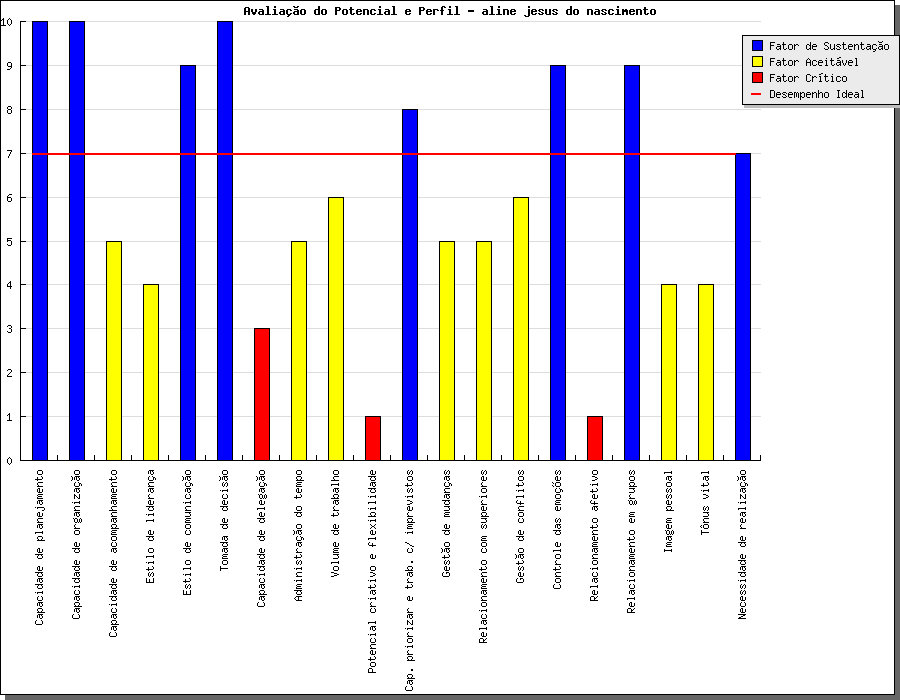 Avaliação do Potencial e Perfil - aline jesus do nascimento
Fator de Sustentação
Fator Aceitável
Fator Crítico
Desempenho Ideal
10
9
8
7
6
5
4
3
2
1
0
Capacidade de planejamento
Capacidade de organização
Capacidade de acompanhamento
Estilo de liderança
Estilo de comunicação
Tomada de decisão
Capacidade de delegação
Administração do tempo
Volume de trabalho
Potencial criativo e flexibilidade
Cap. priorizar e trab. c/ imprevistos
Gestão de mudanças
Relacionamento com superiores
Gestão de conflitos
Controle das emoções
Relacionamento afetivo
Relacionamento em grupos
Imagem pessoal
Tônus vital
Necessidade de realização